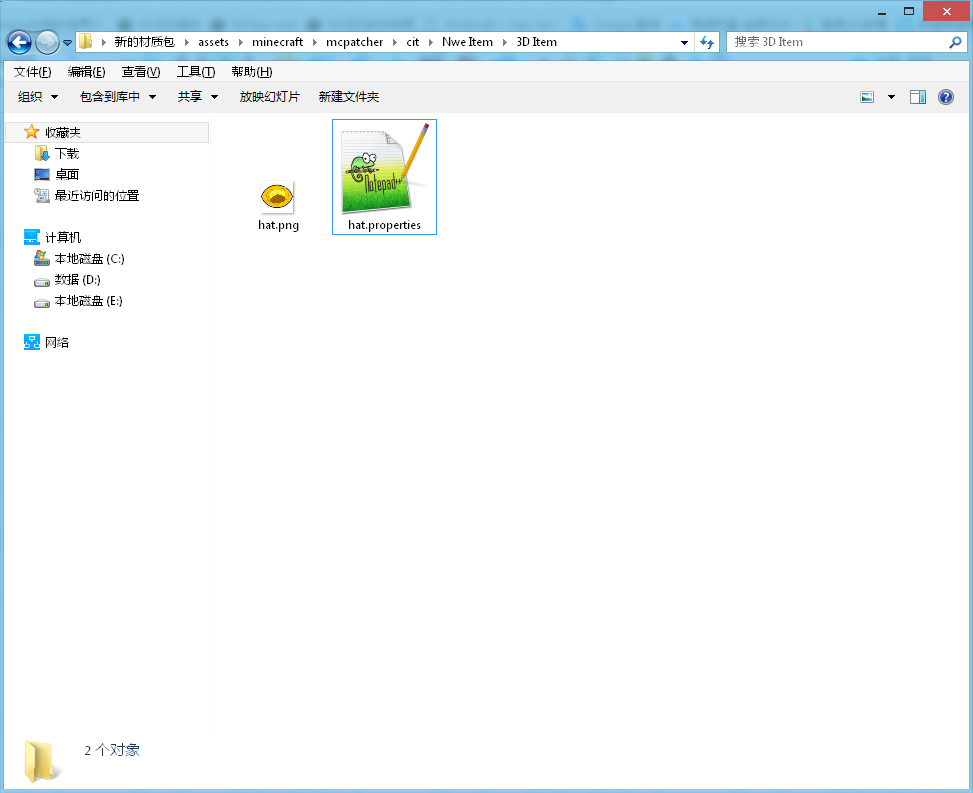 新的材质包 assets minecraft mcpatcher cit Nwe Item 3D Item
搜索 3D Item
文件(F) 编辑(E) 查看(V) 工具(T) 帮助(H)
组织 包含到库中 共享 放映幻灯片 新建文件夹
收藏夹
下载
桌面
最近访问的位置
计算机
本地磁盘 (C:)
数据 (D:)
本地磁盘 (E:)
网络
hat.png
Notepad++
hat.properties
2 个对象